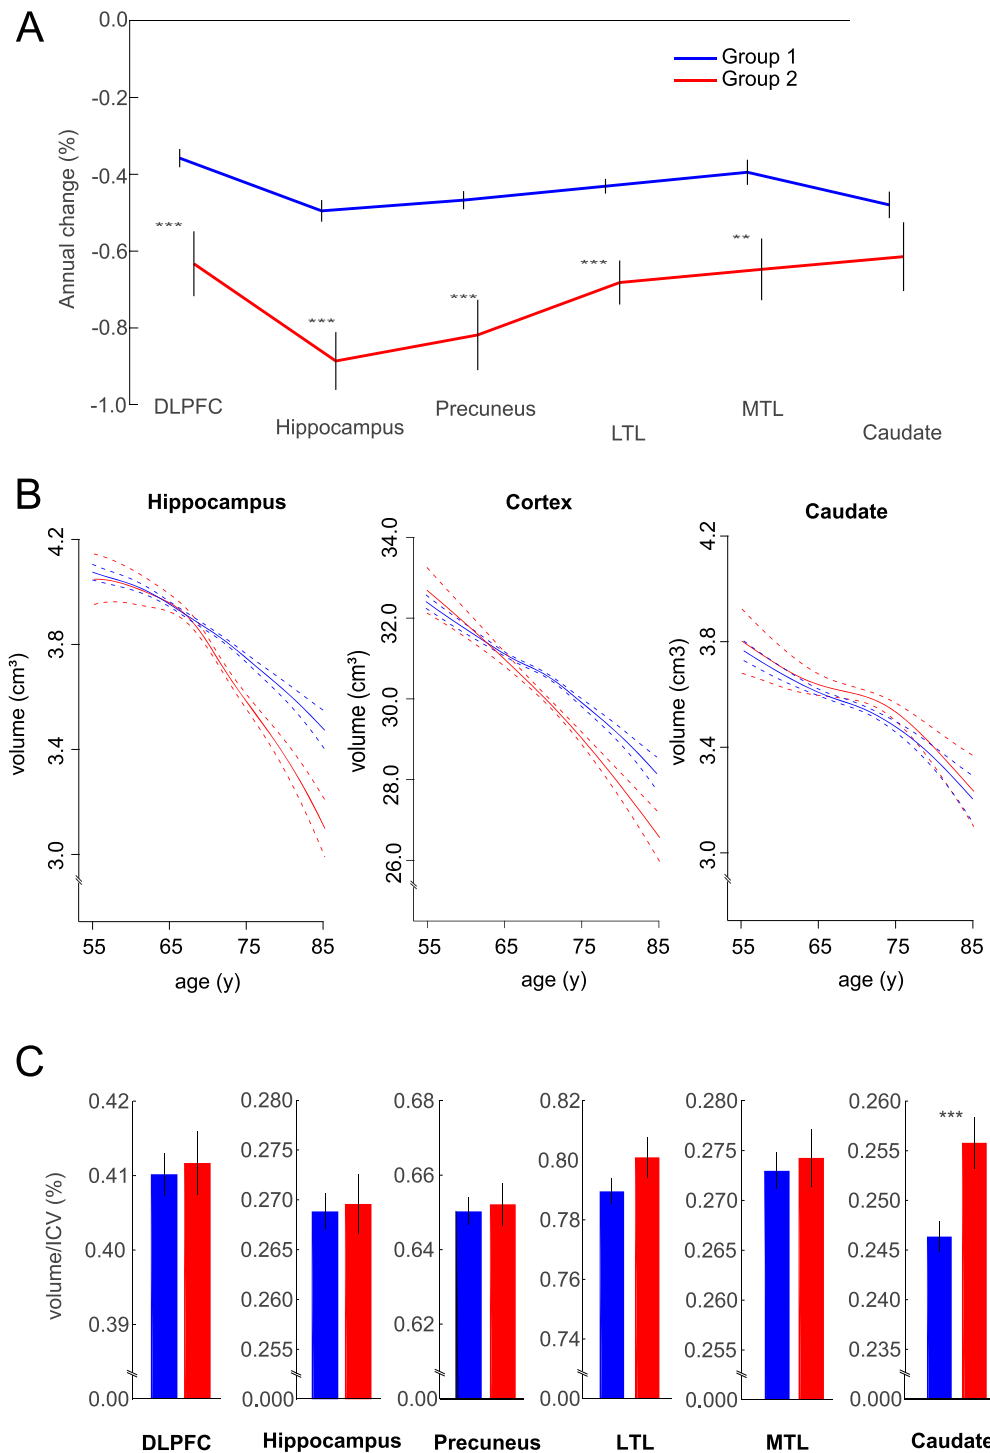 A
0.0
-0.2
-0.4
-0.6
-0.8
-1.0
Annual change (%)
Group 1
Group 2
***
***
***
***
**
DLPFC
Hippocampus
Precuneus
LTL
MTL
Caudate
B
Hippocampus
4.2
3.8
3.4
3.0
volume (cm³)
55 65 75 85
age (y)
Cortex
34.0
32.0
30.0
28.0
26.0
volume (cm³)
55 65 75 85
age (y)
Caudate
4.2
3.8
3.4
3.0
volume (cm3)
55 65 75 85
age (y)
C
volume/ICV (%)
0.42
0.41
0.40
0.39
0.00
DLPFC
0.280
0.275
0.270
0.265
0.260
0.255
0.000
Hippocampus
0.68
0.66
0.64
0.62
0.00
Precuneus
0.82
0.80
0.78
0.76
0.74
0.00
LTL
0.280
0.275
0.270
0.265
0.260
0.255
0.000
MTL
0.260
0.255
0.250
0.245
0.240
0.235
0.000
***
Caudate